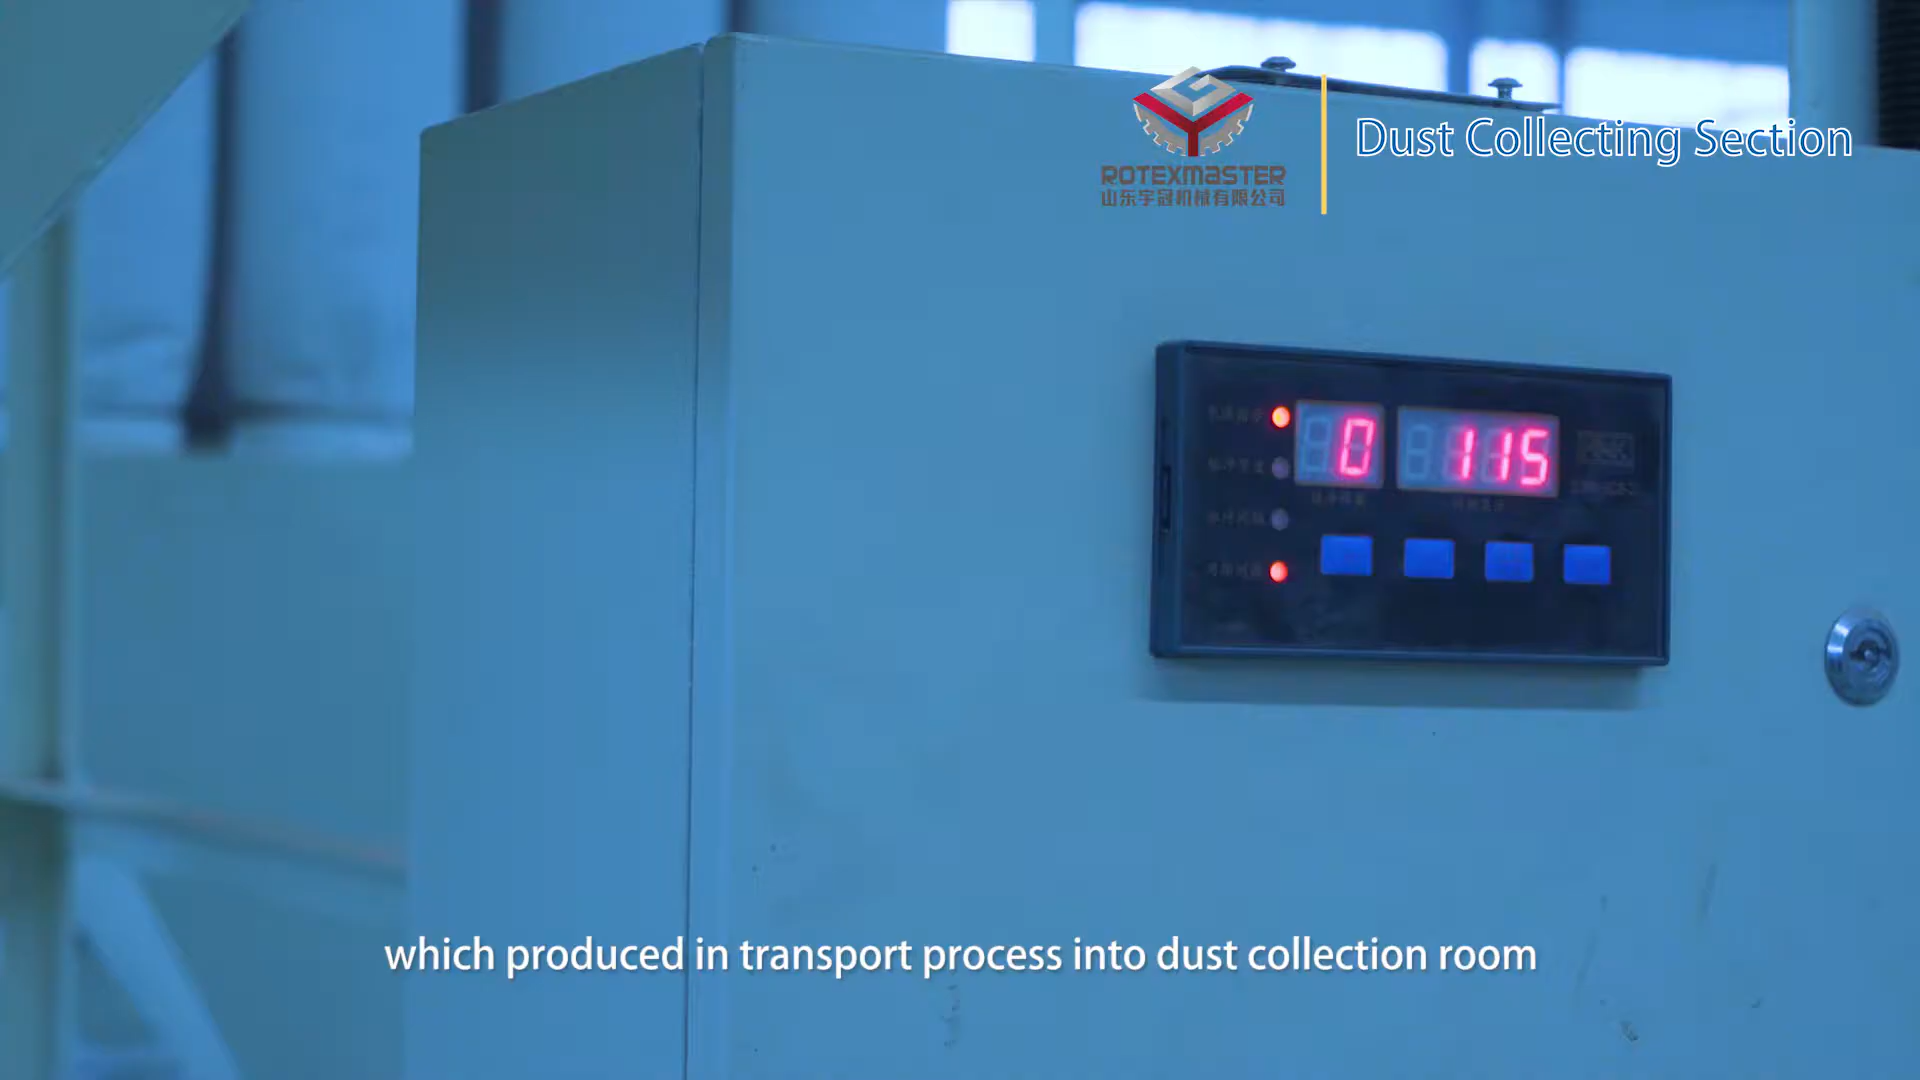 ROTEXMASTER
山东宇冠机械有限公司
Dust Collecting Section
0 115
which produced in transport process into dust collection room